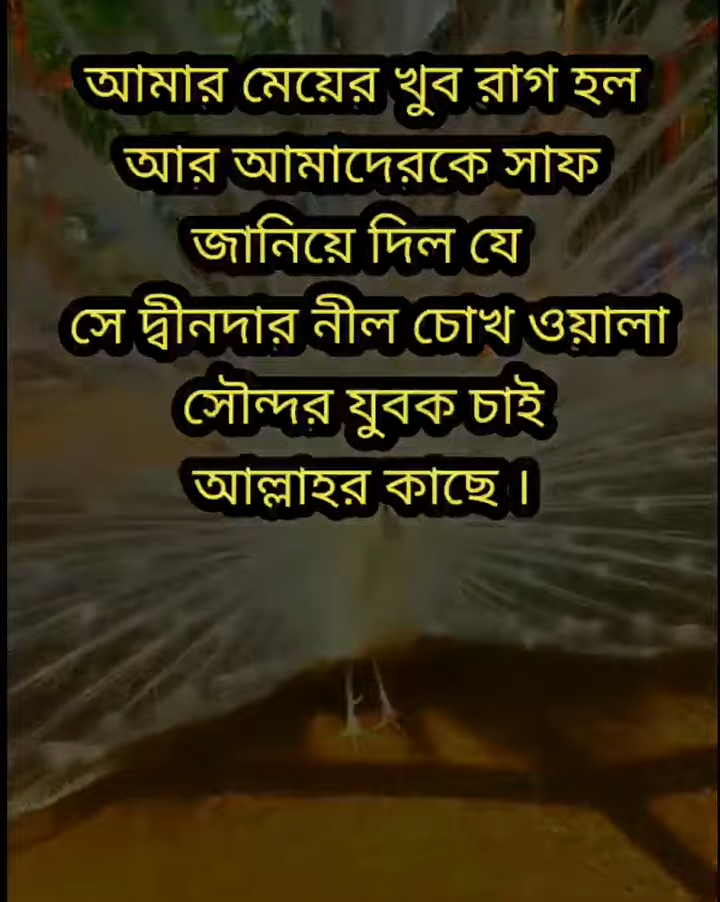 আমার মেয়ের খুব রাগ হল
আর আমাদেরকে সাফ
জানিয়ে দিল যে
সে দ্বীনদার নীল চোখ ওয়ালা
সৌন্দর যুবক চাই
আল্লাহর কাছে ।